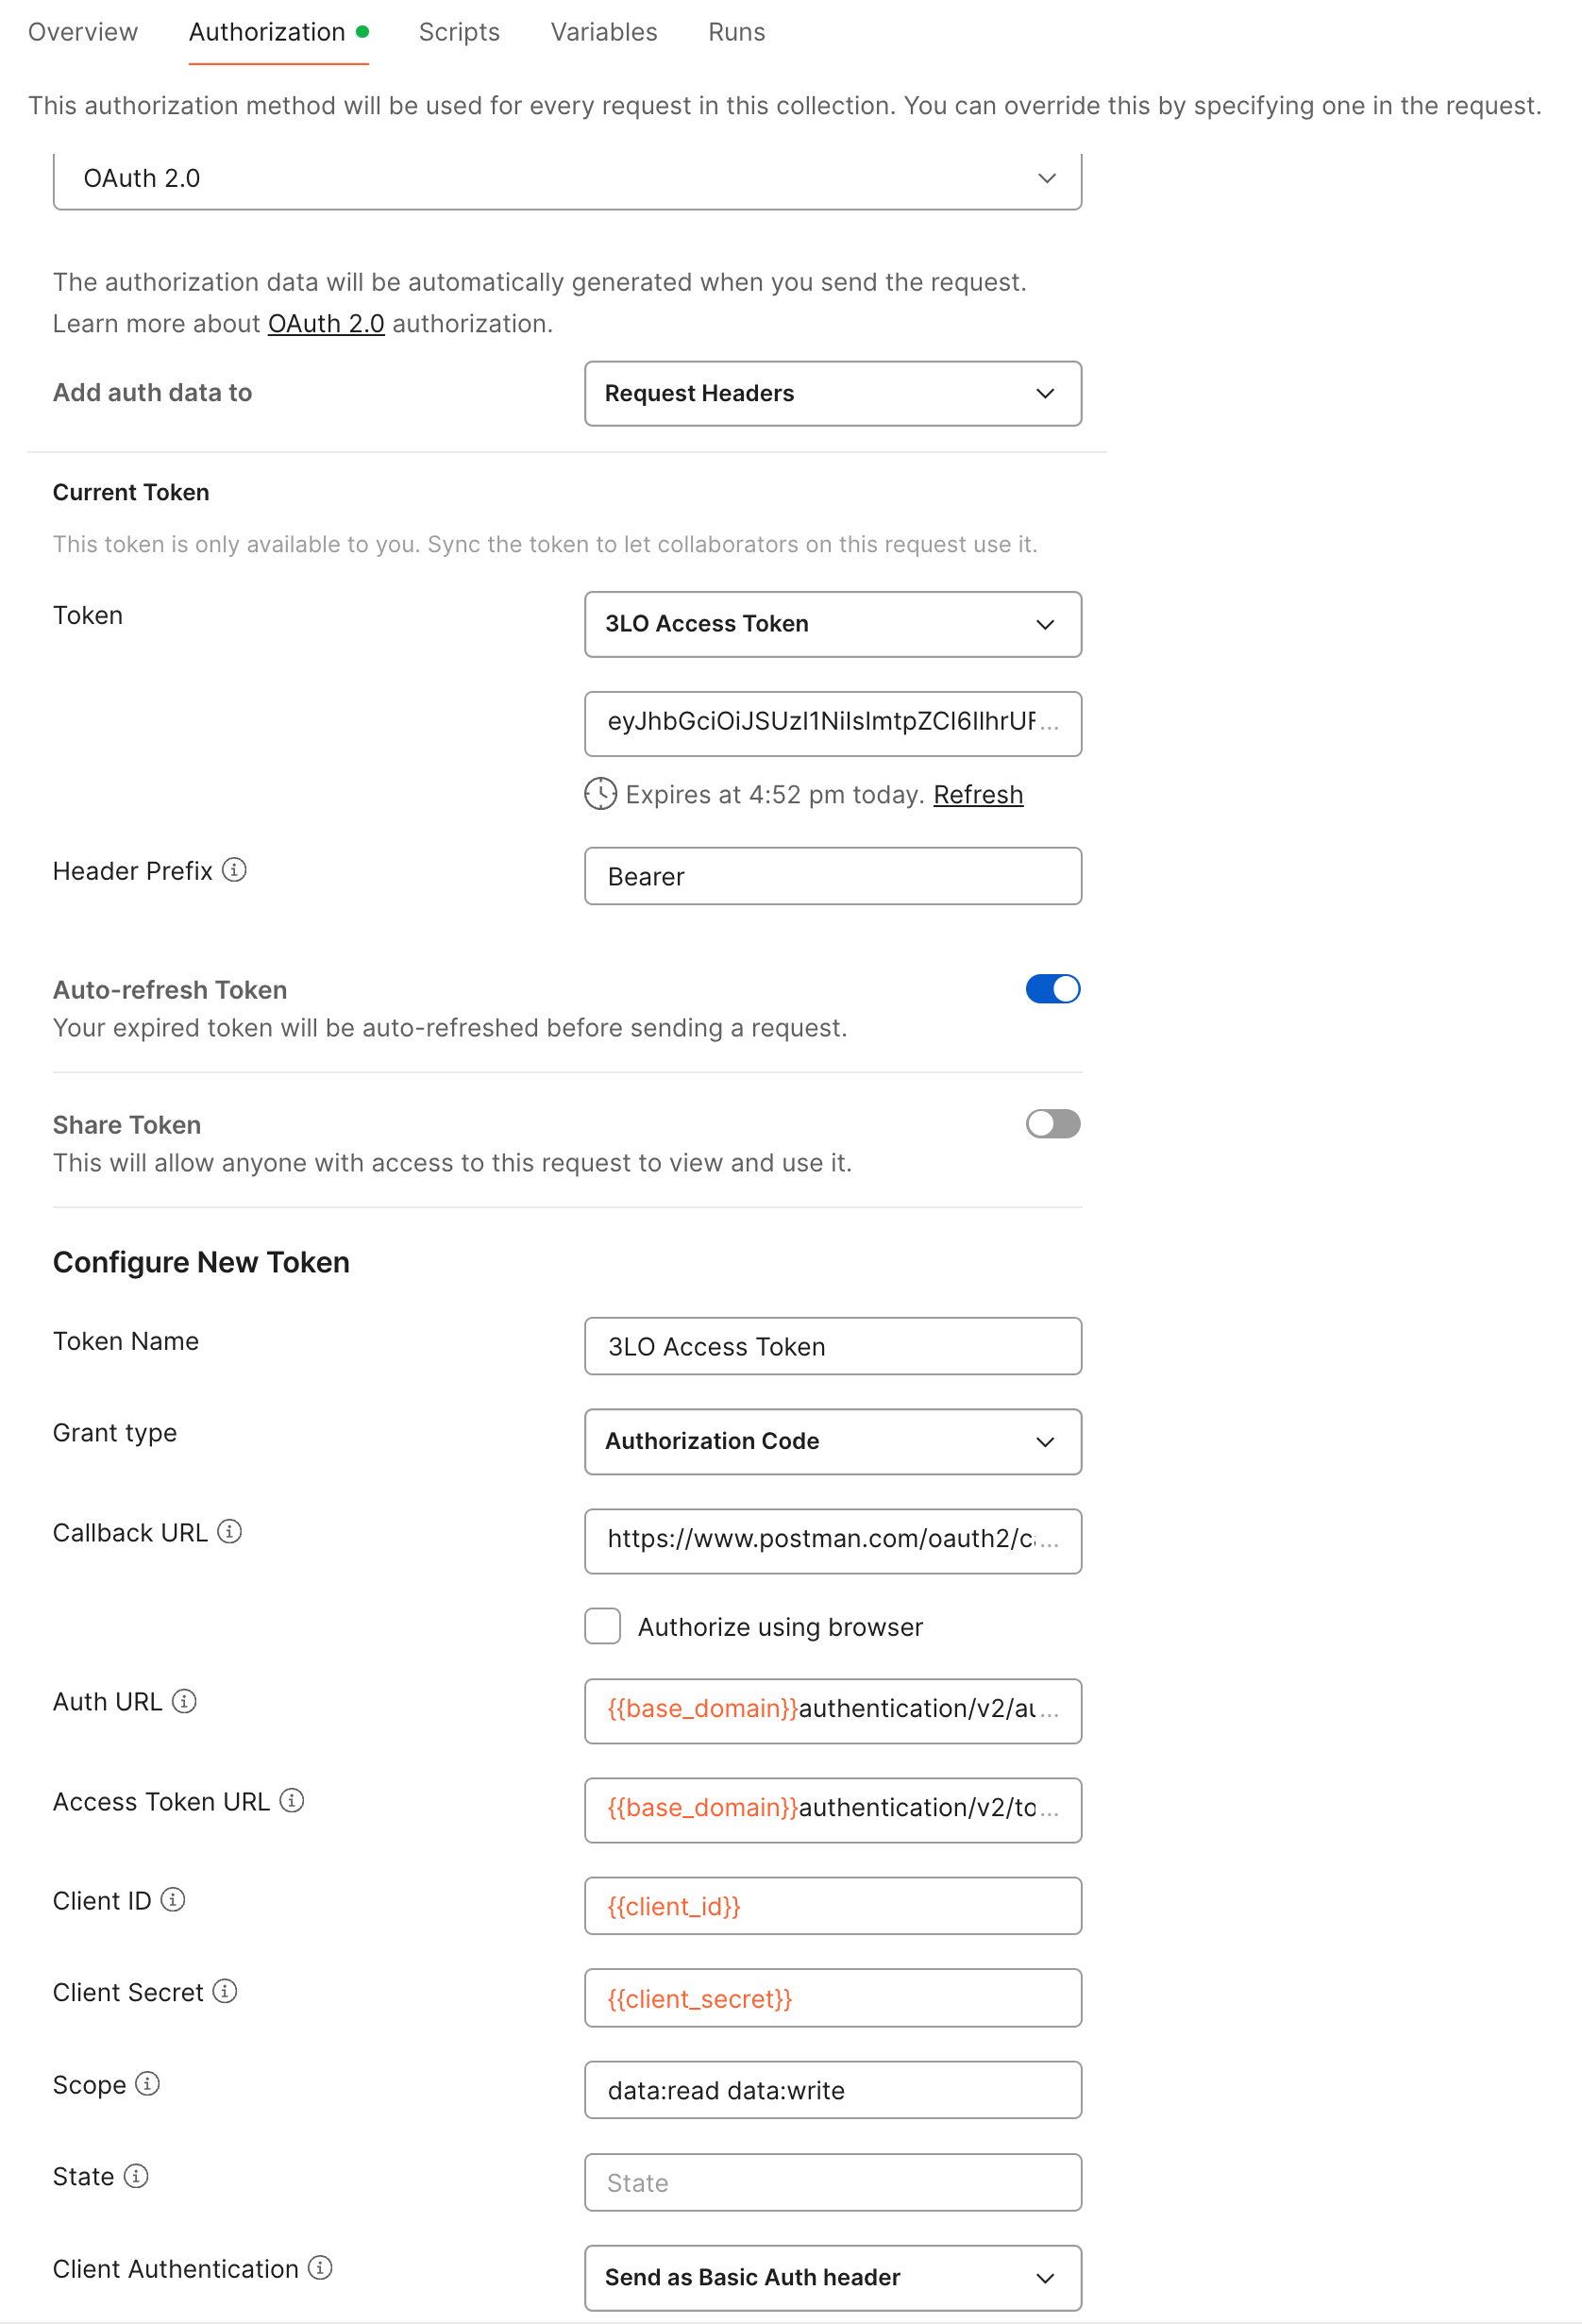 Overview Authorization Scripts Variables Runs
This authorization method will be used for every request in this collection. You can override this by specifying one in the request.
OAuth 2.0
The authorization data will be automatically generated when you send the request.
Learn more about OAuth 2.0 authorization.
Add auth data to Request Headers
Current Token
This token is only available to you. Sync the token to let collaborators on this request use it.
Token 3LO Access Token
eyJhbGciOiJSUzI1NiIsImtpZCI6IlhrUF...
Expires at 4:52 pm today. Refresh
Header Prefix Bearer
Auto-refresh Token
Your expired token will be auto-refreshed before sending a request.
Share Token
This will allow anyone with access to this request to view and use it.
Configure New Token
Token Name 3LO Access Token
Grant type Authorization Code
Callback URL https://www.postman.com/oauth2/c...
Authorize using browser
Auth URL {{base_domain}}authentication/v2/au...
Access Token URL {{base_domain}}authentication/v2/to...
Client ID {{client_id}}
Client Secret {{client_secret}}
Scope data:read data:write
State State
Client Authentication Send as Basic Auth header